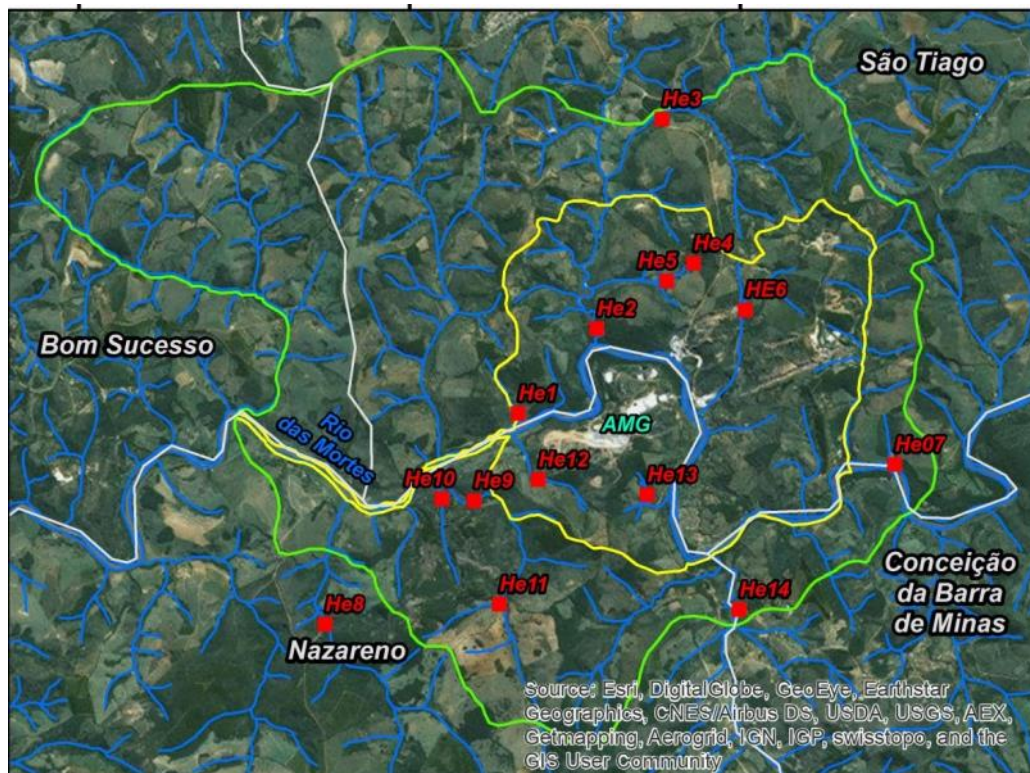 São Tiago
He3
He4
He5
HE6
He2
Bom Sucesso
He1
AMG
Rio
das Mortes
He07
He12
He10
He9
He13
Conceição
da Barra
de Minas
He11
He14
He8
Nazareno
Source: Esri, DigitalGlobe, GeoEye, Earthstar
Geographics, CNES/Airbus DS, USDA, USGS, AEX,
Getmapping, Aerogrid, IGN, IGP, swisstopo, and the
GIS User Community